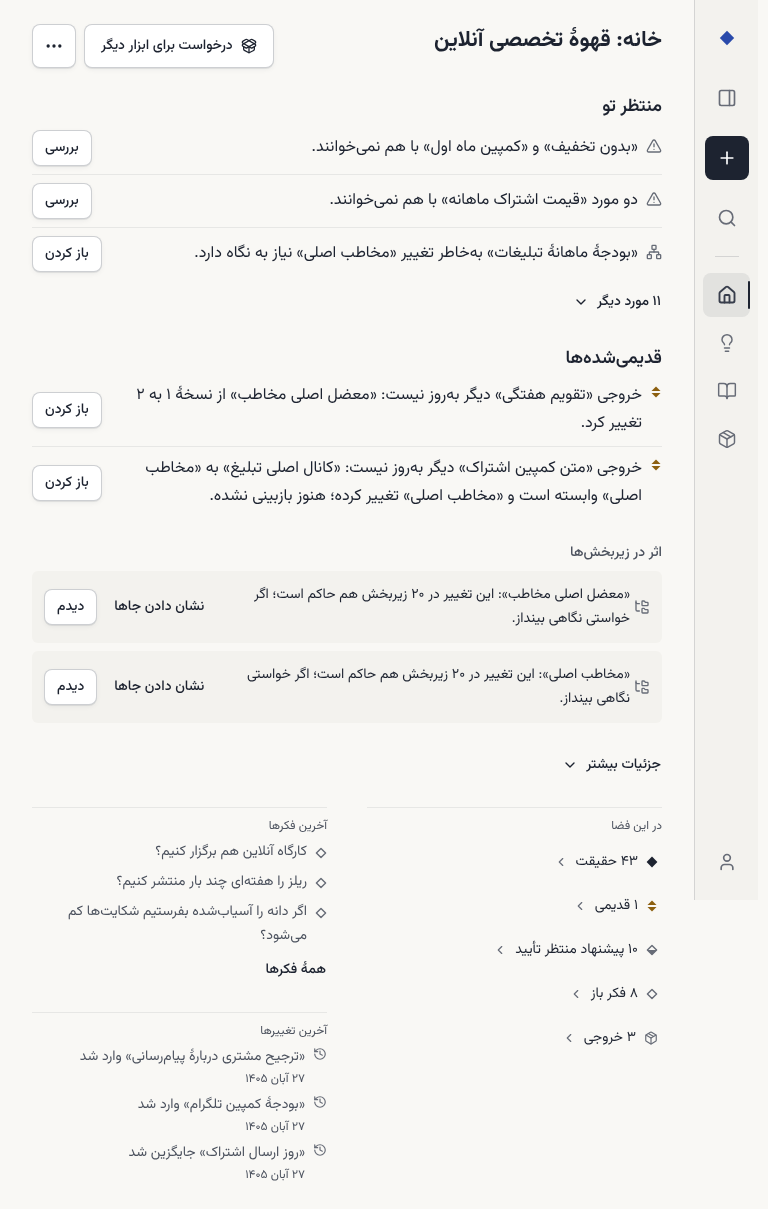 خانه: قهوهٔ تخصصی آنلاین
درخواست برای ابزار دیگر
منتظر تو
«بدون تخفیف» و «کمپین ماه اول» با هم نمی‌خوانند.
بررسی
دو مورد «قیمت اشتراک ماهانه» با هم نمی‌خوانند.
بررسی
«بودجهٔ ماهانهٔ تبلیغات» به‌خاطر تغییر «مخاطب اصلی» نیاز به نگاه دارد.
باز کردن
۱۱ مورد دیگر
قدیمی‌شده‌ها
خروجی «تقویم هفتگی» دیگر به‌روز نیست: «معضل اصلی مخاطب» از نسخهٔ ۱ به ۲
تغییر کرد.
باز کردن
خروجی «متن کمپین اشتراک» دیگر به‌روز نیست: «کانال اصلی تبلیغ» به «مخاطب
اصلی» وابسته است و «مخاطب اصلی» تغییر کرده؛ هنوز بازبینی نشده.
باز کردن
اثر در زیربخش‌ها
«معضل اصلی مخاطب»: این تغییر در ۲۰ زیربخش هم حاکم است؛ اگر
خواستی نگاهی بینداز.
نشان دادن جاها
دیدم
«مخاطب اصلی»: این تغییر در ۲۰ زیربخش هم حاکم است؛ اگر خواستی
نگاهی بینداز.
نشان دادن جاها
دیدم
جزئیات بیشتر
در این فضا
۴۳ حقیقت
۱ قدیمی
۱۰ پیشنهاد منتظر تأیید
۸ فکر باز
۳ خروجی
آخرین فکرها
کارگاه آنلاین هم برگزار کنیم؟
ریلز را هفته‌ای چند بار منتشر کنیم؟
اگر دانه را آسیاب‌شده بفرستیم شکایت‌ها کم
می‌شود؟
همهٔ فکرها
آخرین تغییرها
«ترجیح مشتری دربارهٔ پیام‌رسانی» وارد شد
۲۷ آبان ۱۴۰۵
«بودجهٔ کمپین تلگرام» وارد شد
۲۷ آبان ۱۴۰۵
«روز ارسال اشتراک» جایگزین شد
۲۷ آبان ۱۴۰۵